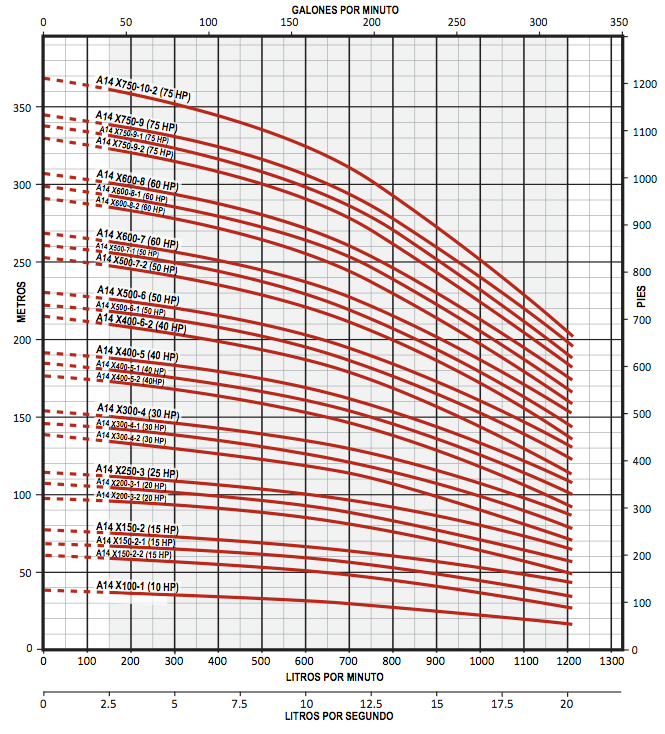 GALONES POR MINUTO
0 50 100 150 200 250 300 350
A14 X750-10-2 (75 HP)
A14 X750-9 (75 HP)
A14 X750-9-1 (75 HP)
A14 X750-9-2 (75 HP)
A14 X600-8 (60 HP)
A14 X600-8-1 (60 HP)
A14 X600-8-2 (60 HP)
A14 X600-7 (60 HP)
A14 X500-7-1 (50 HP)
A14 X500-7-2 (50 HP)
A14 X500-6 (50 HP)
A14 X500-6-1 (50 HP)
A14 X400-6-2 (40 HP)
A14 X400-5 (40 HP)
A14 X400-5-1 (40 HP)
A14 X400-5-2 (40HP)
A14 X300-4 (30 HP)
A14 X300-4-1 (30 HP)
A14 X300-4-2 (30 HP)
A14 X250-3 (25 HP)
A14 X200-3-1 (20 HP)
A14 X200-3-2 (20 HP)
A14 X150-2 (15 HP)
A14 X150-2-1 (15 HP)
A14 X150-2-2 (15 HP)
A14 X100-1 (10 HP)
METROS
350
300
250
200
150
100
50
0
PIES
1200
1100
1000
900
800
700
600
500
400
300
200
100
0
0 100 200 300 400 500 600 700 800 900 1000 1100 1200 1300
LITROS POR MINUTO
0 2.5 5 7.5 10 12.5 15 17.5 20
LITROS POR SEGUNDO